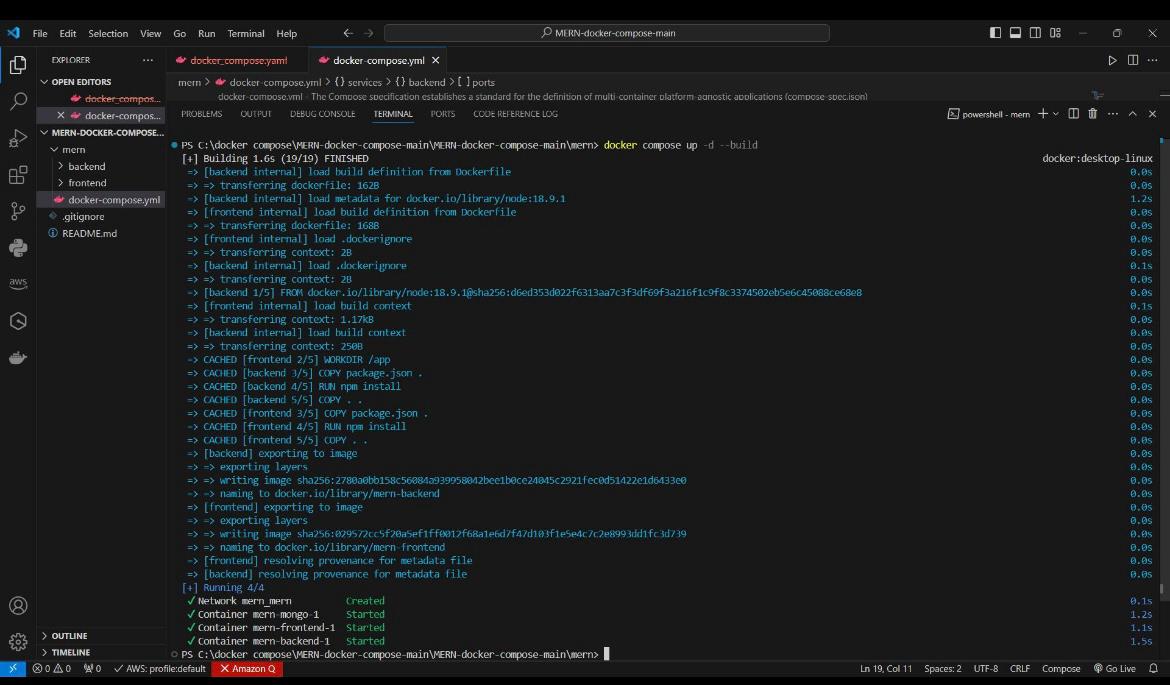 File Edit Selection View Go Run Terminal Help
MERN-docker-compose-main
EXPLORER
OPEN EDITORS
docker_compos...
docker-compos...
MERN-DOCKER-COMPOSE...
mern
backend
frontend
docker-compose.yml
.gitignore
README.md
OUTLINE
TIMELINE
aws
docker_compose.yaml
docker-compose.yml
mern > docker-compose.yml > {} services > {} backend > [ ] ports
docker-compose.yml - The Compose specification establishes a standard for the definition of multi-container platform-agnostic applications (compose-spec.json)
PROBLEMS OUTPUT DEBUG CONSOLE TERMINAL PORTS CODE REFERENCE LOG
powershell - mern
PS C:\docker compose\MERN-docker-compose-main\MERN-docker-compose-main\mern> docker compose up -d --build
[+] Building 1.6s (19/19) FINISHED docker:desktop-linux
=> [backend internal] load build definition from Dockerfile 0.0s
=> => transferring dockerfile: 162B 0.0s
=> [backend internal] load metadata for docker.io/library/node:18.9.1 1.2s
=> [frontend internal] load build definition from Dockerfile 0.0s
=> => transferring dockerfile: 168B 0.0s
=> [frontend internal] load .dockerignore 0.0s
=> => transferring context: 2B 0.0s
=> [backend internal] load .dockerignore 0.1s
=> => transferring context: 2B 0.0s
=> [backend 1/5] FROM docker.io/library/node:18.9.1@sha256:d6ed353d022f6313aa7c3f3df69f3a216f1c9f8c3374502eb5e6c45088ce68e8 0.0s
=> [frontend internal] load build context 0.1s
=> => transferring context: 1.17kB 0.0s
=> [backend internal] load build context 0.0s
=> => transferring context: 250B 0.0s
=> CACHED [frontend 2/5] WORKDIR /app 0.0s
=> CACHED [backend 3/5] COPY package.json . 0.0s
=> CACHED [backend 4/5] RUN npm install 0.0s
=> CACHED [backend 5/5] COPY . . 0.0s
=> CACHED [frontend 3/5] COPY package.json . 0.0s
=> CACHED [frontend 4/5] RUN npm install 0.0s
=> CACHED [frontend 5/5] COPY . . 0.0s
=> [backend] exporting to image 0.0s
=> => exporting layers 0.0s
=> => writing image sha256:2780a0bb158c56084a939958042bee1b0ce24045c2921fec0d51422e1d6433e0 0.0s
=> => naming to docker.io/library/mern-backend 0.0s
=> [frontend] exporting to image 0.0s
=> => exporting layers 0.0s
=> => writing image sha256:029572cc5f20a5ef1ff0012f68a1e6d7f47d103f1e5e4c7c2e8993dd1fc3d739 0.0s
=> => naming to docker.io/library/mern-frontend 0.0s
=> [frontend] resolving provenance for metadata file 0.0s
=> [backend] resolving provenance for metadata file 0.0s
[+] Running 4/4
✓ Network mern_mern Created 0.1s
✓ Container mern-mongo-1 Started 1.2s
✓ Container mern-frontend-1 Started 1.1s
✓ Container mern-backend-1 Started 1.5s
PS C:\docker compose\MERN-docker-compose-main\MERN-docker-compose-main\mern>
0 0 0 AWS: profile:default Amazon Q Ln 19, Col 11 Spaces: 2 UTF-8 CRLF Compose Go Live